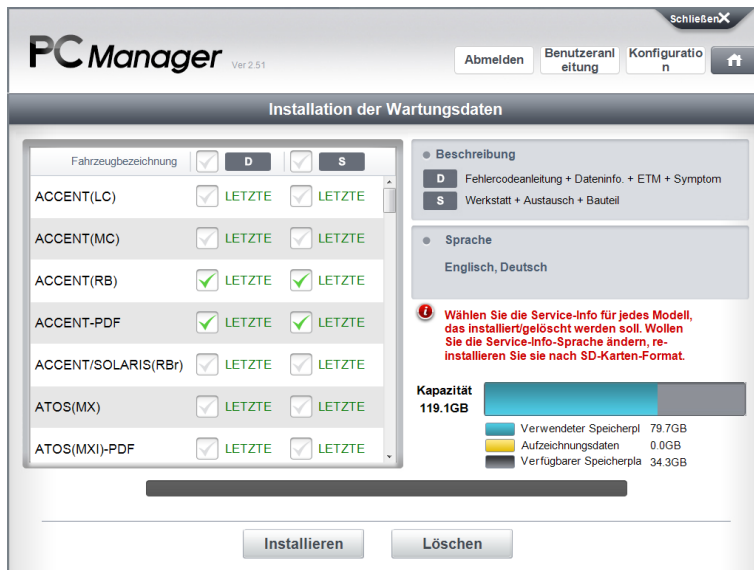 Schließen X
PC Manager Ver 2.51
Abmelden
Benutzeranl
eitung
Konfiguratio
n
Installation der Wartungsdaten
Fahrzeugbezeichnung D S
ACCENT(LC) LETZTE LETZTE
ACCENT(MC) LETZTE LETZTE
ACCENT(RB) LETZTE LETZTE
ACCENT-PDF LETZTE LETZTE
ACCENT/SOLARIS(RBr) LETZTE LETZTE
ATOS(MX) LETZTE LETZTE
ATOS(MXI)-PDF LETZTE LETZTE
Beschreibung
D Fehlercodeanleitung + Dateninfo. + ETM + Symptom
S Werkstatt + Austausch + Bauteil
Sprache
Englisch, Deutsch
Wählen Sie die Service-Info für jedes Modell,
das installiert/gelöscht werden soll. Wollen
Sie die Service-Info-Sprache ändern, re-
installieren Sie sie nach SD-Karten-Format.
Kapazität
119.1GB
Verwendeter Speicherpl 79.7GB
Aufzeichnungsdaten 0.0GB
Verfügbarer Speicherpla 34.3GB
Installieren
Löschen